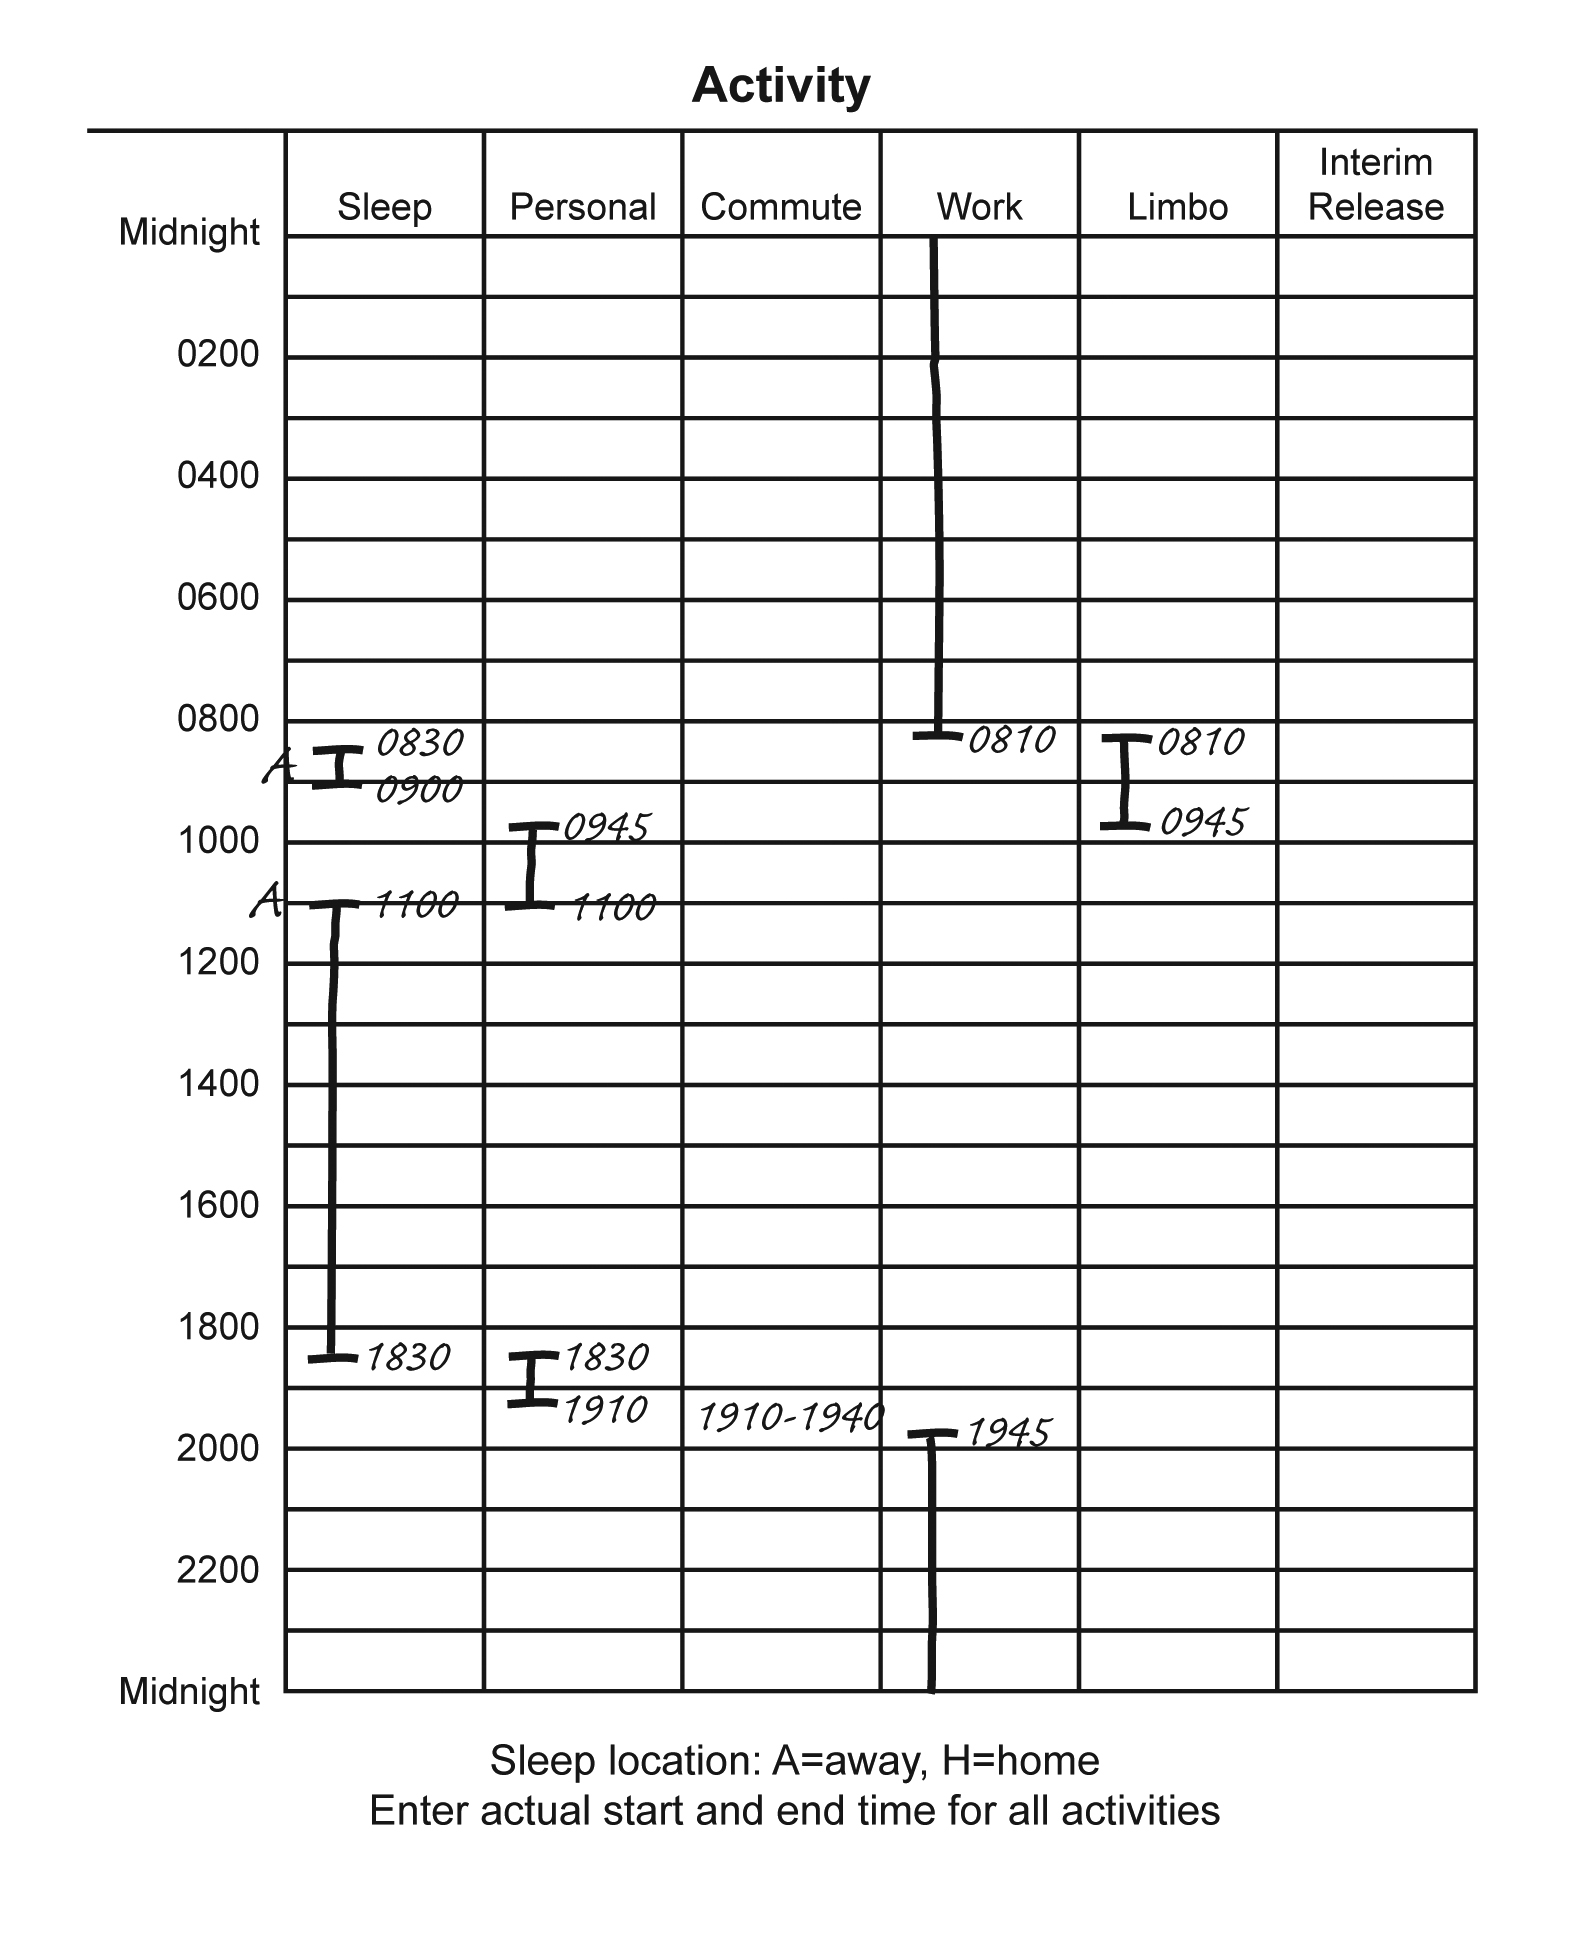 Activity
Midnight Sleep Personal Commute Work Limbo Interim Release
0200
0400
0600
0800
0830 0810 0810
A
0900
0945 0945
1000
A 1100 1100
1200
1400
1600
1800
1830 1830
1910 1910-1940 1945
2000
2200
Midnight
Sleep location: A=away, H=home
Enter actual start and end time for all activities